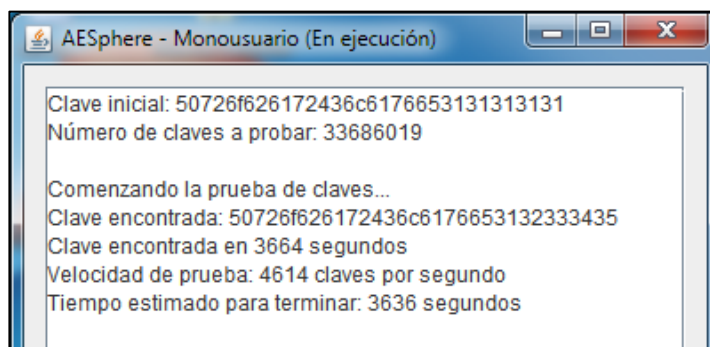 AESphere - Monousuario (En ejecución)
Clave inicial: 50726f626172436c6176653131313131
Número de claves a probar: 33686019
Comenzando la prueba de claves...
Clave encontrada: 50726f626172436c6176653132333435
Clave encontrada en 3664 segundos
Velocidad de prueba: 4614 claves por segundo
Tiempo estimado para terminar: 3636 segundos